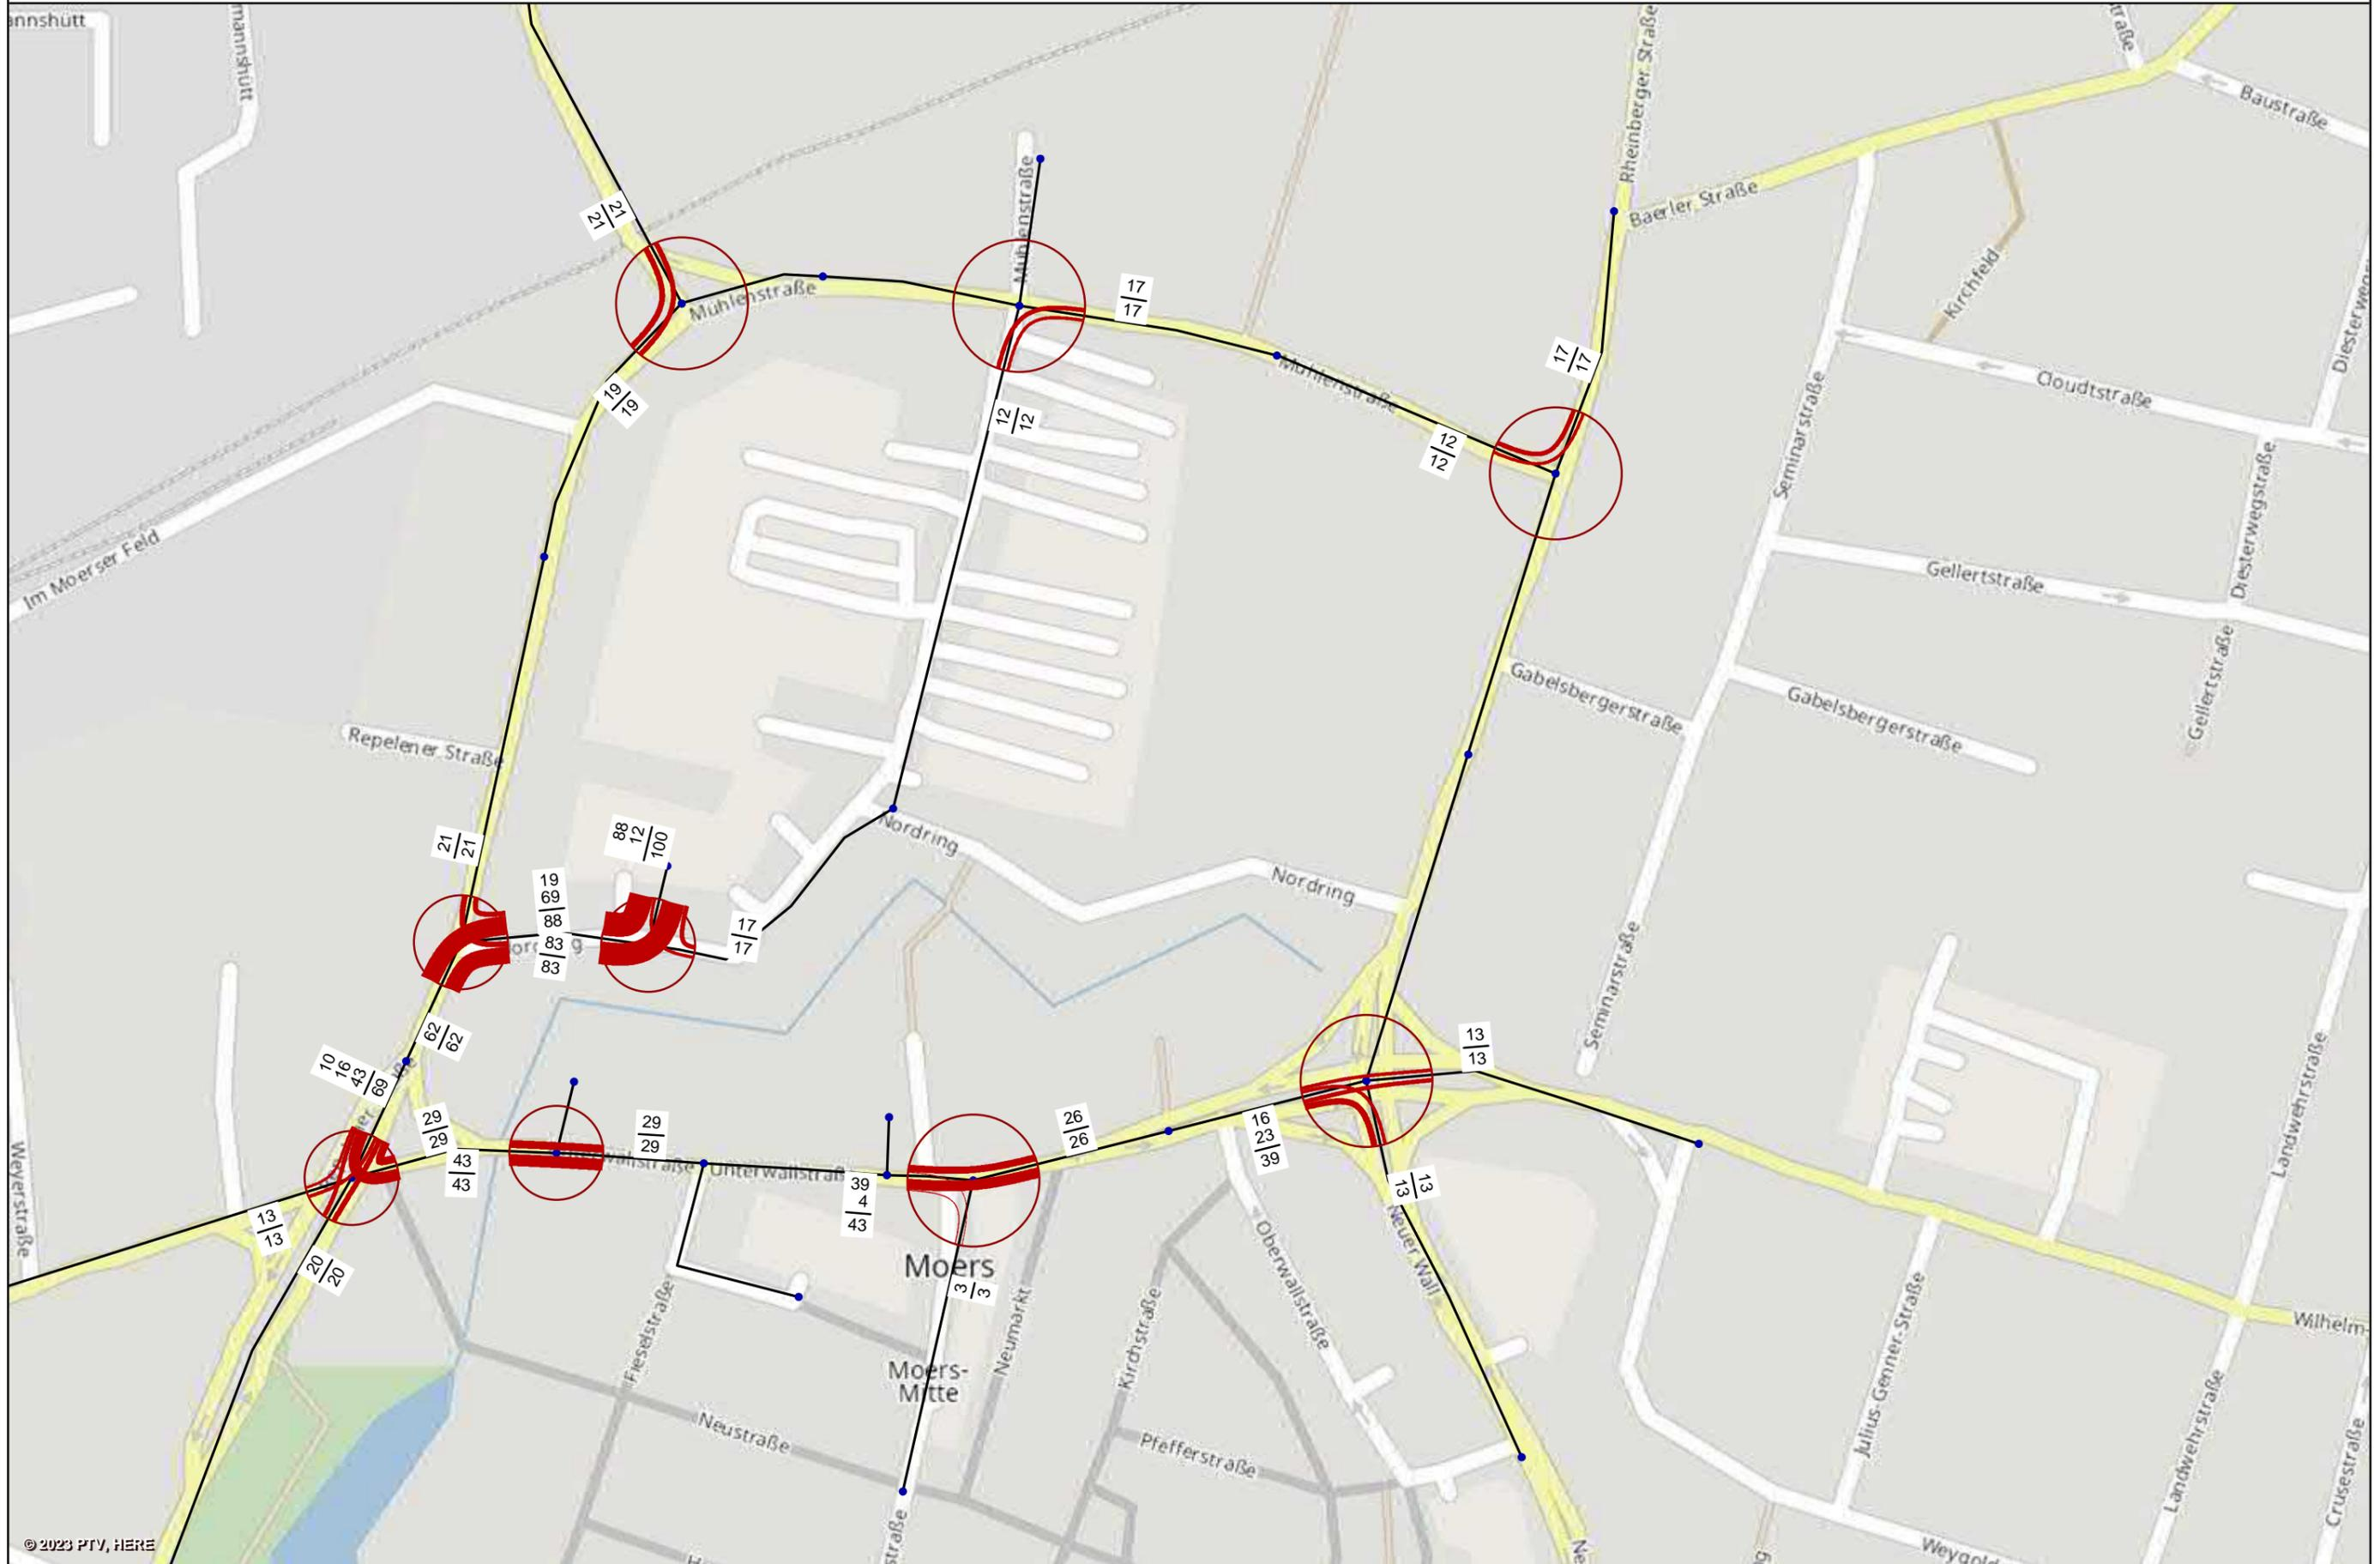 annshütt
mannshütt
Rheinberger Straße
traße
Baustraße
Baerler Straße
Mühlenstraße
21
21
Mühlenstraße
17
17
Kirchfeld
Diesterweg
17
17
Mühlenstraße
Cloudtstraße
19
19
12
12
12
12
Seminarstraße
Im Moerser Feld
Diesterwegstraße
Gellertstraße
Gellertstraße
Gabelsbergerstraße
Gabelsbergerstraße
Repelener Straße
21
21
88
12
100
Nordring
Nordring
19
69
88
83
83
17
17
Seminarstraße
62
62
10
16
43
69
13
13
29
29
29
29
26
26
16
23
39
Landwehrstraße
43
43
Unterwallstraße
39
4
43
13
13
Weyerstraße
13
13
20
20
Moers
3
3
Neuer Wall
Oberwallstraße
Fieselstraße
Neumarkt
Kirchstraße
Julius-Genner-Straße
Wilhelm-
Moers-
Mitte
Neustraße
Pfefferstraße
Landwehrstraße
Crusestraße
straße
Ne
Weygold
© 2023 PTV, HERE